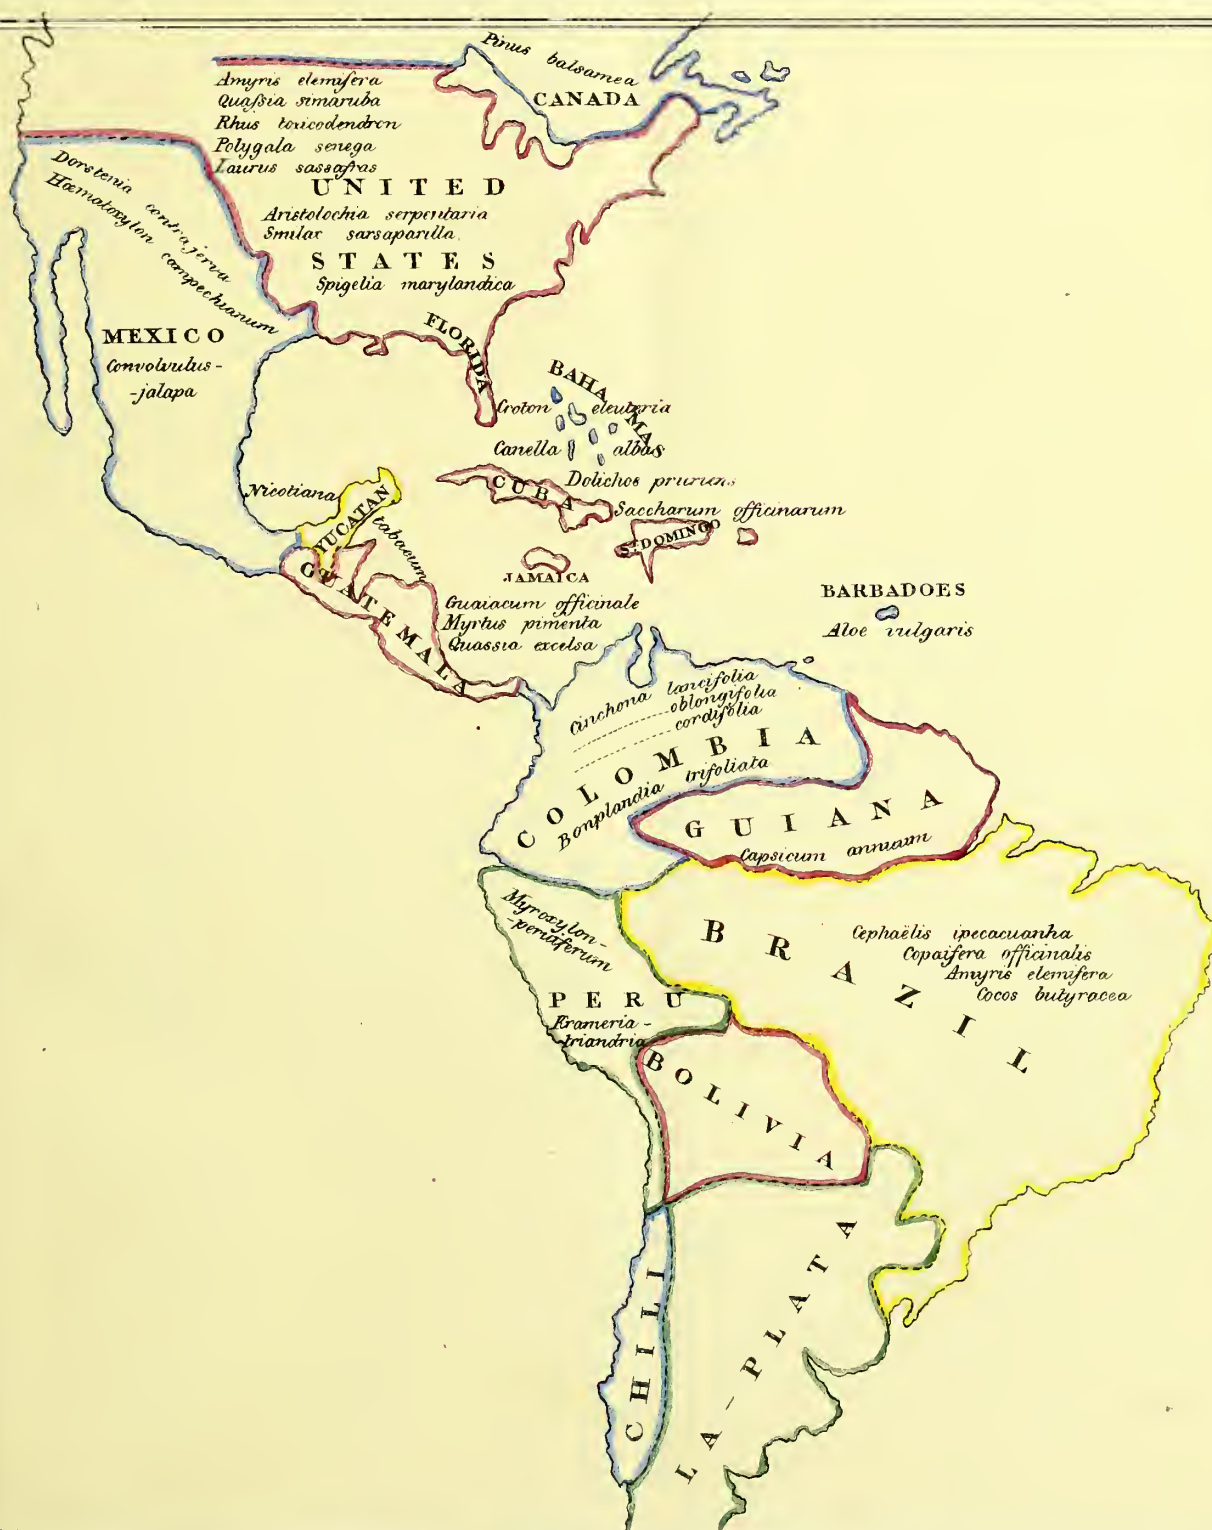 Pinus balsamea
CANADA
Amyris elemifera
Quaſsia simaruba
Rhus toxicodendron
Polygala senega
Laurus sassafras
UNITED
Aristolochia serpentaria
Smilax sarsaparilla
STATES
Spigelia marylandica
Dorstenia contrajerva
Hæmatoxylon campechianum
MEXICO
Convolvulus-
-jalapa
FLORIDA
BAHAMAS
Croton eleuteria
Canella alba
CUBA
Dolichos pruriens
Saccharum officinarum
St. DOMINGO
Nicotiana
tabacum
YUCATAN
GUATEMALA
JAMAICA
Guaiacum officinale
Myrtus pimenta
Quassia excelsa
BARBADOES
Aloe vulgaris
Cinchona lancifolia
oblongifolia
cordifolia
COLOMBIA
Bonplandia trifoliata
GUIANA
Capsicum annuum
BRAZIL
Cephaëlis ipecacuanha
Copaifera officinalis
Amyris elemifera
Cocos butyracea
Myroxylon-
-periuferum
PERU
Krameria-
-triandria
BOLIVIA
CHILI
LA-PLATA